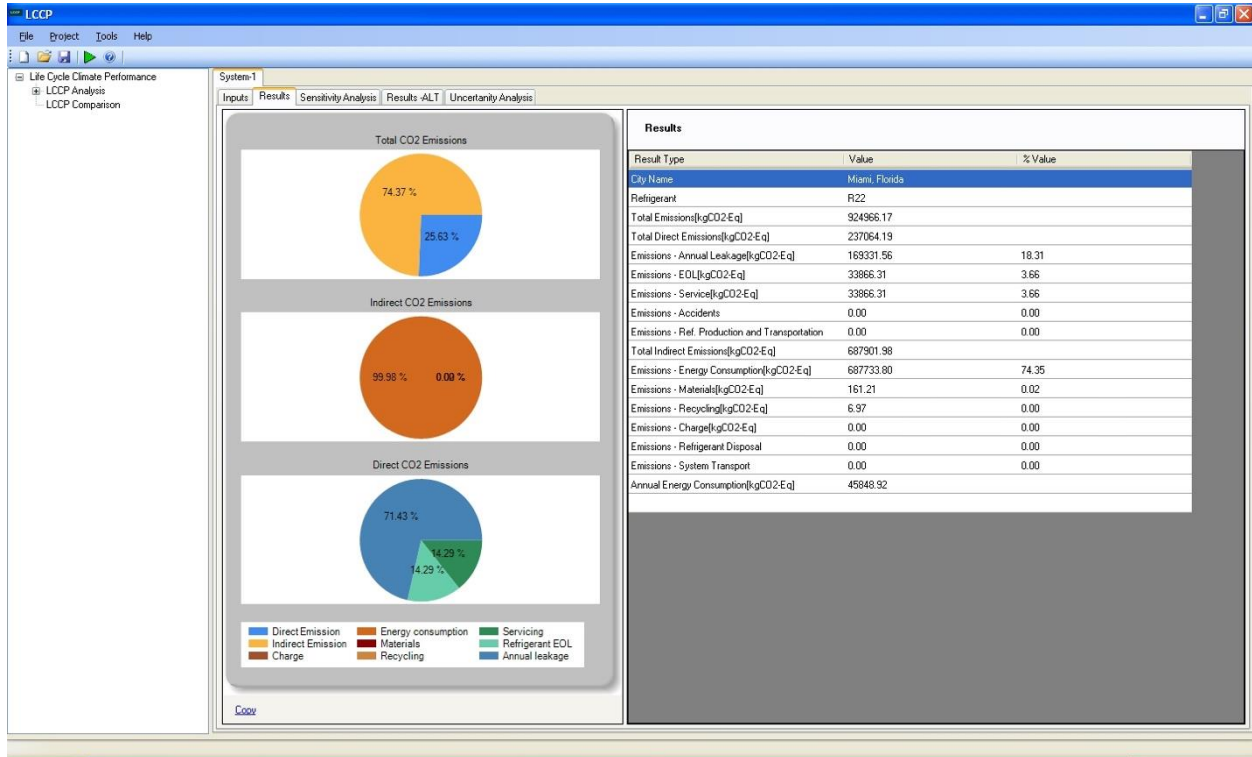 LCCP
File Project Tools Help
Life Cycle Climate Performance
LCCP Analysis
LCCP Comparison
System-1
Inputs Results Sensitivity Analysis Results -ALT Uncertanity Analysis
Total CO2 Emissions
74.37 %
25.63 %
Indirect CO2 Emissions
99.98 % 0.00 %
Direct CO2 Emissions
71.43 %
14.29 %
14.29 %
Direct Emission Energy consumption Servicing
Indirect Emission Materials Refrigerant EOL
Charge Recycling Annual leakage
Copy
Results
Result Type Value % Value
City Name Miami, Florida
Refrigerant R22
Total Emissions[kgCO2-Eq] 924966.17
Total Direct Emissions[kgCO2-Eq] 237064.19
Emissions - Annual Leakage[kgCO2-Eq] 169331.56 18.31
Emissions - EOL[kgCO2-Eq] 33866.31 3.66
Emissions - Service[kgCO2-Eq] 33866.31 3.66
Emissions - Accidents 0.00 0.00
Emissions - Ref. Production and Transportation 0.00 0.00
Total Indirect Emissions[kgCO2-Eq] 687901.98
Emissions - Energy Consumption[kgCO2-Eq] 687733.80 74.35
Emissions - Materials[kgCO2-Eq] 161.21 0.02
Emissions - Recycling[kgCO2-Eq] 6.97 0.00
Emissions - Charge[kgCO2-Eq] 0.00 0.00
Emissions - Refrigerant Disposal 0.00 0.00
Emissions - System Transport 0.00 0.00
Annual Energy Consumption[kgCO2-Eq] 45848.92